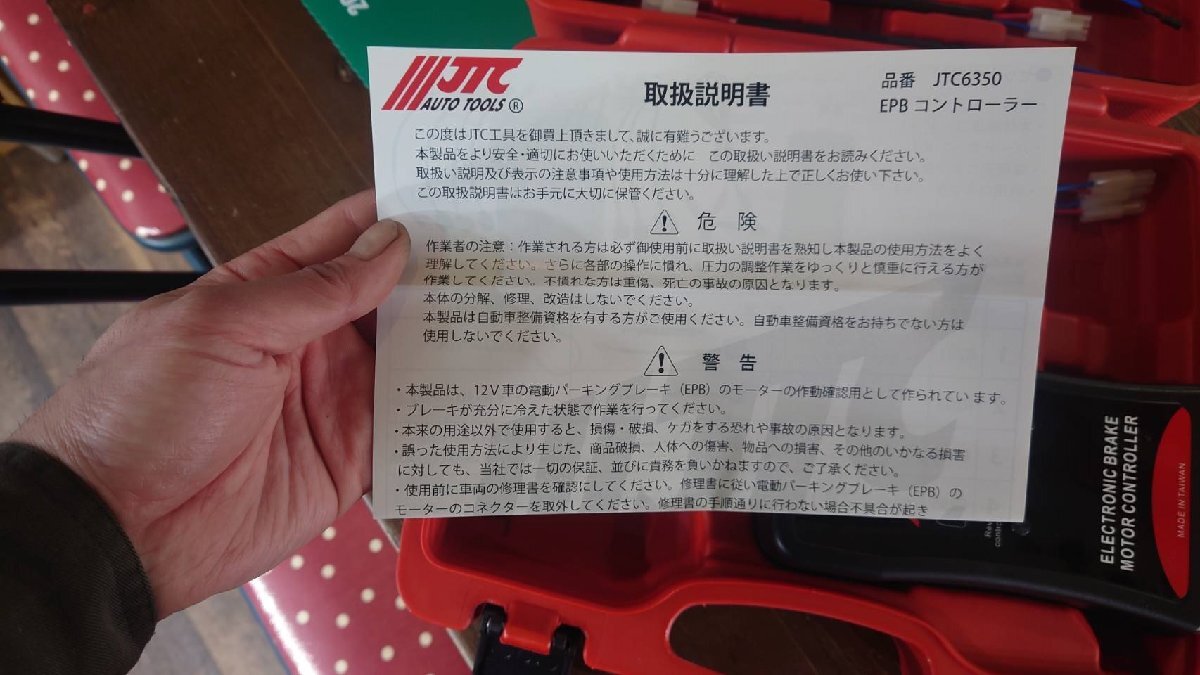 JTC
AUTO TOOLS ®
取扱説明書
品番 JTC6350
EPB コントローラー
この度はJTC工具を御買上頂きまして、誠に有難うございます。
本製品をより安全・適切にお使いいただくために この取扱い説明書をお読みください。
取扱い説明及び表示の注意事項や使用方法は十分に理解した上で正しくお使い下さい。
この取扱説明書はお手元に大切に保管ください。
危 険
作業者の注意：作業される方は必ず御使用前に取扱い説明書を熟知し本製品の使用方法をよく
理解してください。さらに各部の操作に慣れ、圧力の調整作業をゆっくりと慎重に行える方が
作業してください。不慣れな方は重傷、死亡の事故の原因となります。
本体の分解、修理、改造はしないでください。
本製品は自動車整備資格を有する方がご使用ください。自動車整備資格をお持ちでない方は
使用しないでください。
警 告
・本製品は、12V 車の電動パーキングブレーキ（EPB）のモーターの作動確認用として作られています。
・ブレーキが充分に冷えた状態で作業を行ってください。
・本来の用途以外で使用すると、損傷・破損、ケガをする恐れや事故の原因となります。
・誤った使用方法により生じた、商品破損、人体への傷害、物品への損害、その他のいかなる損害
に対しても、当社では一切の保証、並びに責務を負いかねますので、ご了承ください。
・使用前に車両の修理書を確認にしてください。修理書に従い電動パーキングブレーキ（EPB）の
モーターのコネクターを取外してください。修理書の手順通りに行わない場合不具合が起き
ELECTRONIC BRAKE
MOTOR CONTROLLER
MADE IN TAIWAN
20